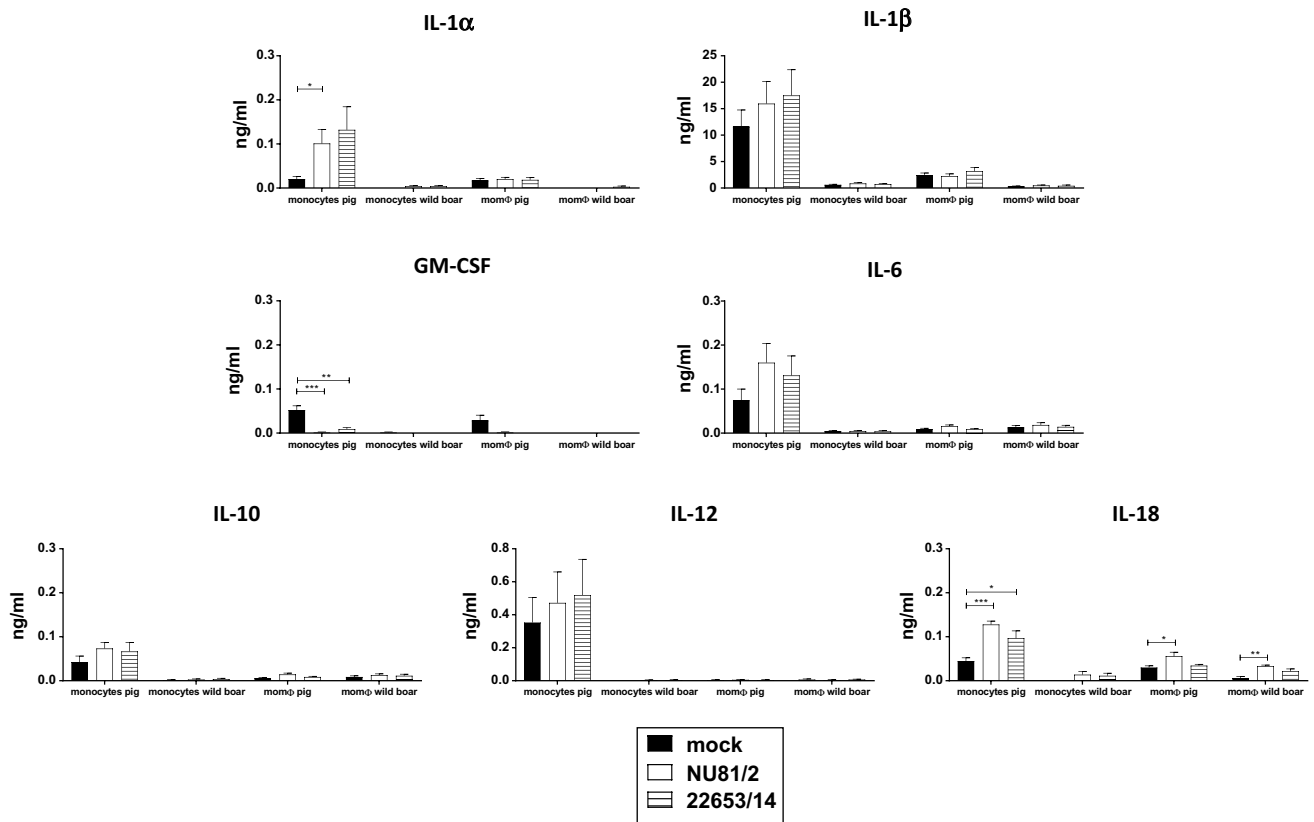 IL-1α
IL-1β
ng/ml
0.3
0.2
0.1
0.0
*
monocytes pig
monocytes wild boar
momΦ pig
momΦ wild boar
ng/ml
25
20
15
10
5
0
monocytes pig
monocytes wild boar
momΦ pig
momΦ wild boar
GM-CSF
IL-6
ng/ml
0.3
0.2
0.1
0.0
**
***
monocytes pig
monocytes wild boar
momΦ pig
momΦ wild boar
ng/ml
0.3
0.2
0.1
0.0
monocytes pig
monocytes wild boar
momΦ pig
momΦ wild boar
IL-10
IL-12
IL-18
ng/ml
0.3
0.2
0.1
0.0
monocytes pig
monocytes wild boar
momΦ pig
momΦ wild boar
ng/ml
0.8
0.6
0.4
0.2
0.0
monocytes pig
monocytes wild boar
momΦ pig
momΦ wild boar
ng/ml
0.3
0.2
0.1
0.0
*
***
*
**
monocytes pig
monocytes wild boar
momΦ pig
momΦ wild boar
mock
NU81/2
22653/14